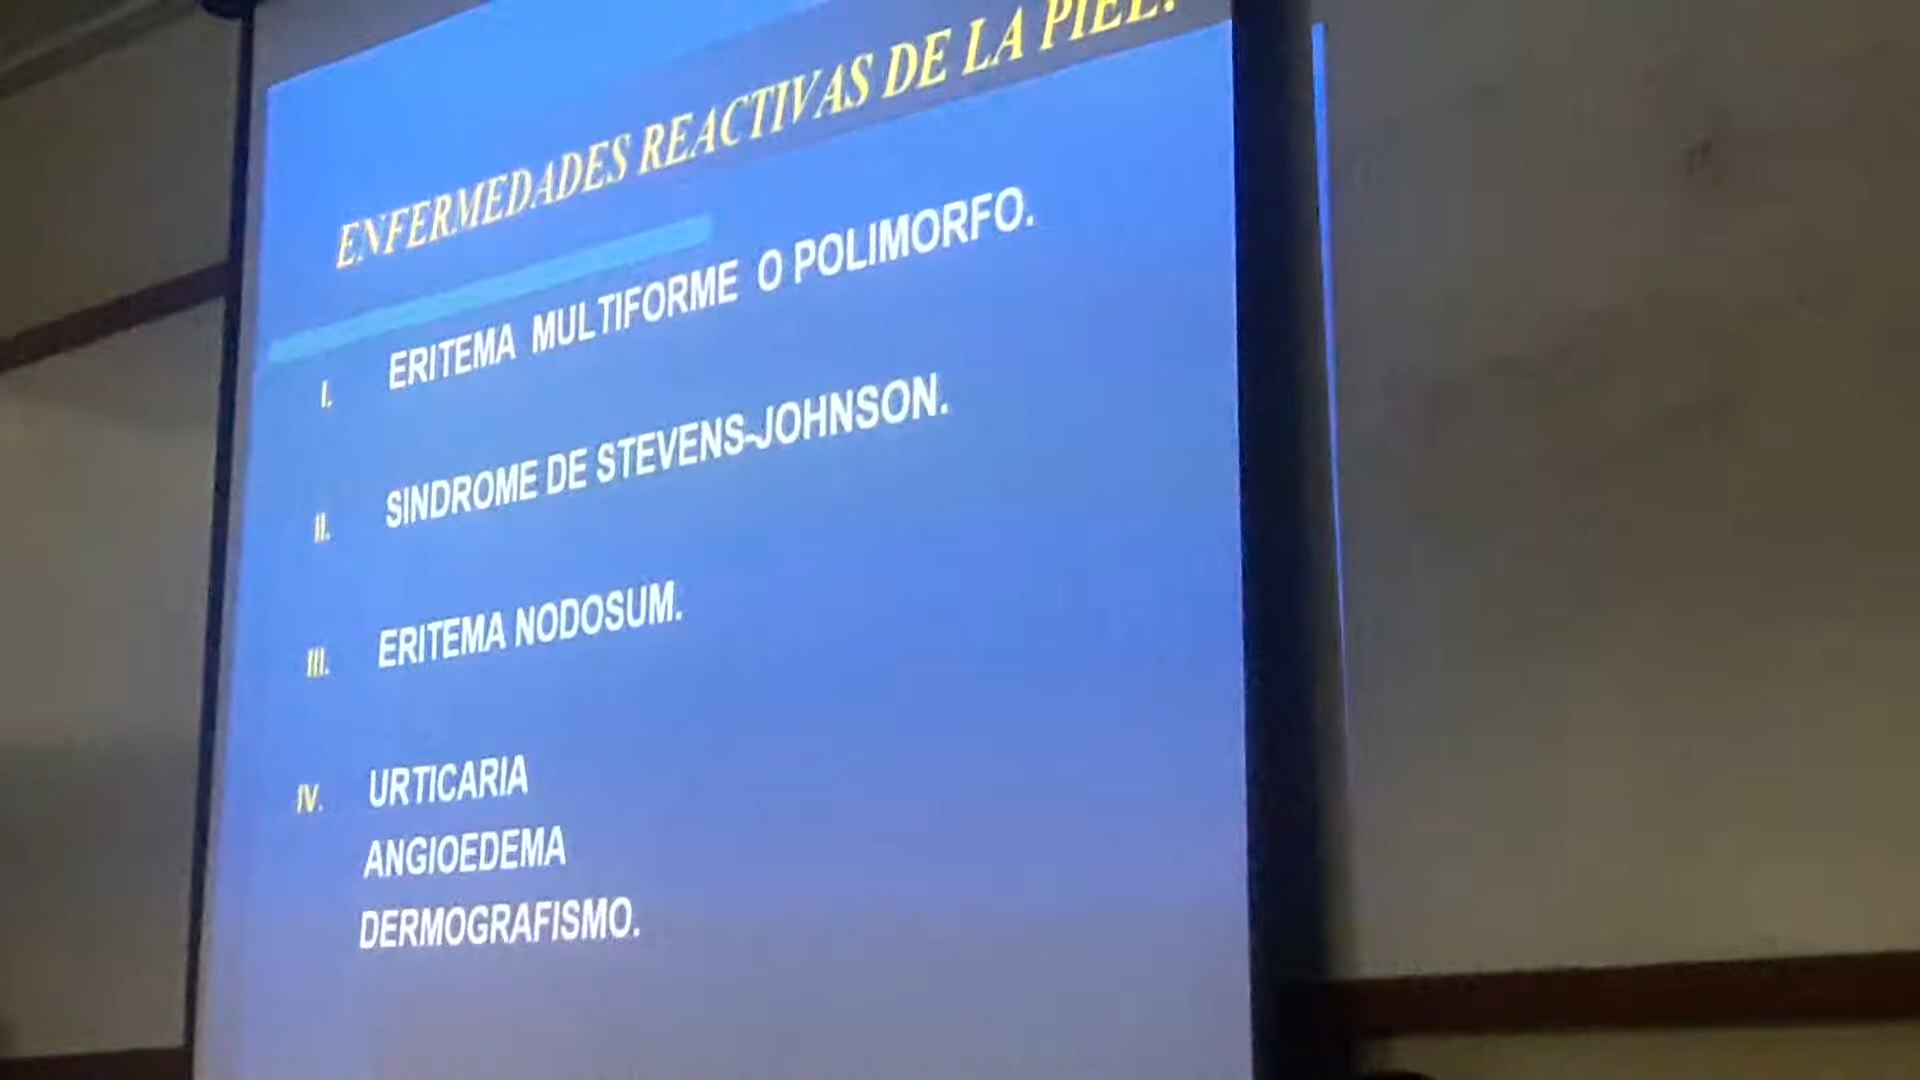 ENFERMEDADES REACTIVAS DE LA PIEL.
I. ERITEMA MULTIFORME O POLIMORFO.
II. SINDROME DE STEVENS-JOHNSON.
III. ERITEMA NODOSUM.
IV. URTICARIA
ANGIOEDEMA
DERMOGRAFISMO.